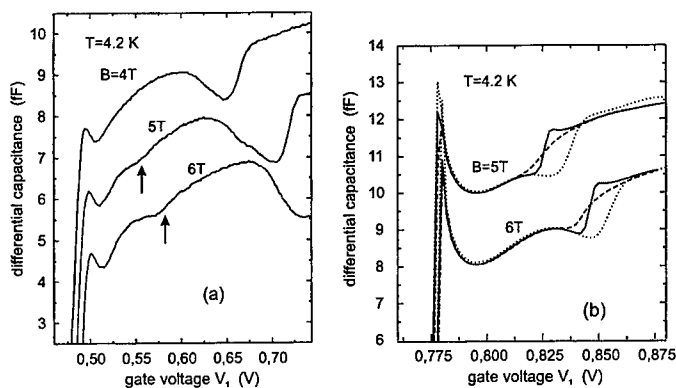 10
9
8
7
6
5
4
3
differential capacitance (fF)
T=4.2 K
B=4T
5T
6T
(a)
0,50 0,55 0,60 0,65 0,70
gate voltage V₁ (V)
14
13
12
11
10
9
8
7
6
differential capacitance (fF)
T=4.2 K
B=5T
6T
(b)
0,775 0,800 0,825 0,850 0,875
gate voltage V₁ (V)